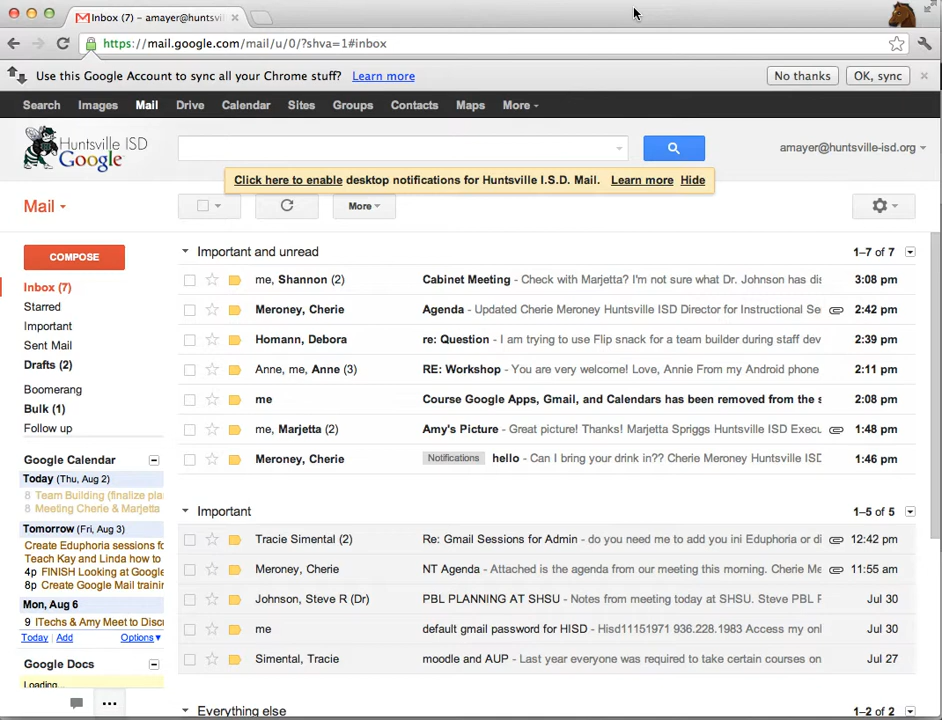 Inbox (7) – amayer@huntsvil
https://mail.google.com/mail/u/0/?shva=1#inbox
Use this Google Account to sync all your Chrome stuff? Learn more No thanks OK, sync
Search Images Mail Drive Calendar Sites Groups Contacts Maps More
Huntsville ISD
Google
amayer@huntsville-isd.org
Click here to enable desktop notifications for Huntsville I.S.D. Mail. Learn more Hide
Mail
More
COMPOSE
Inbox (7)
Starred
Important
Sent Mail
Drafts (2)
Boomerang
Bulk (1)
Follow up
Google Calendar
Today (Thu, Aug 2)
8 Team Building (finalize pla
8 Meeting Cherie & Marjetta
Tomorrow (Fri, Aug 3)
Create Eduphoria sessions fo
Teach Kay and Linda how to
4p FINISH Looking at Google
8p Create Google Mail trainin
Mon, Aug 6
9 iTechs & Amy Meet to Discu
Today | Add Options▼
Google Docs
Loading...
Important and unread 1–7 of 7
me, Shannon (2) Cabinet Meeting - Check with Marjetta? I'm not sure what Dr. Johnson has dis 3:08 pm
Meroney, Cherie Agenda - Updated Cherie Meroney Huntsville ISD Director for Instructional Se 2:42 pm
Homann, Debora re: Question - I am trying to use Flip snack for a team builder during staff dev 2:39 pm
Anne, me, Anne (3) RE: Workshop - You are very welcome! Love, Annie From my Android phone 2:11 pm
me Course Google Apps, Gmail, and Calendars has been removed from the s 2:08 pm
me, Marjetta (2) Amy's Picture - Great picture! Thanks! Marjetta Spriggs Huntsville ISD Execu 1:48 pm
Meroney, Cherie Notifications hello - Can I bring your drink in?? Cherie Meroney Huntsville ISD 1:46 pm
Important 1–5 of 5
Tracie Simental (2) Re: Gmail Sessions for Admin - do you need me to add you ini Eduphoria or di 12:42 pm
Meroney, Cherie NT Agenda - Attached is the agenda from our meeting this morning. Cherie Me 11:55 am
Johnson, Steve R (Dr) PBL PLANNING AT SHSU - Notes from meeting today at SHSU. Steve PBL F Jul 30
me default gmail password for HISD - Hisd11151971 936.228.1983 Access my onl Jul 30
Simental, Tracie moodle and AUP - Last year everyone was required to take certain courses on Jul 27
Everything else 1–2 of 2